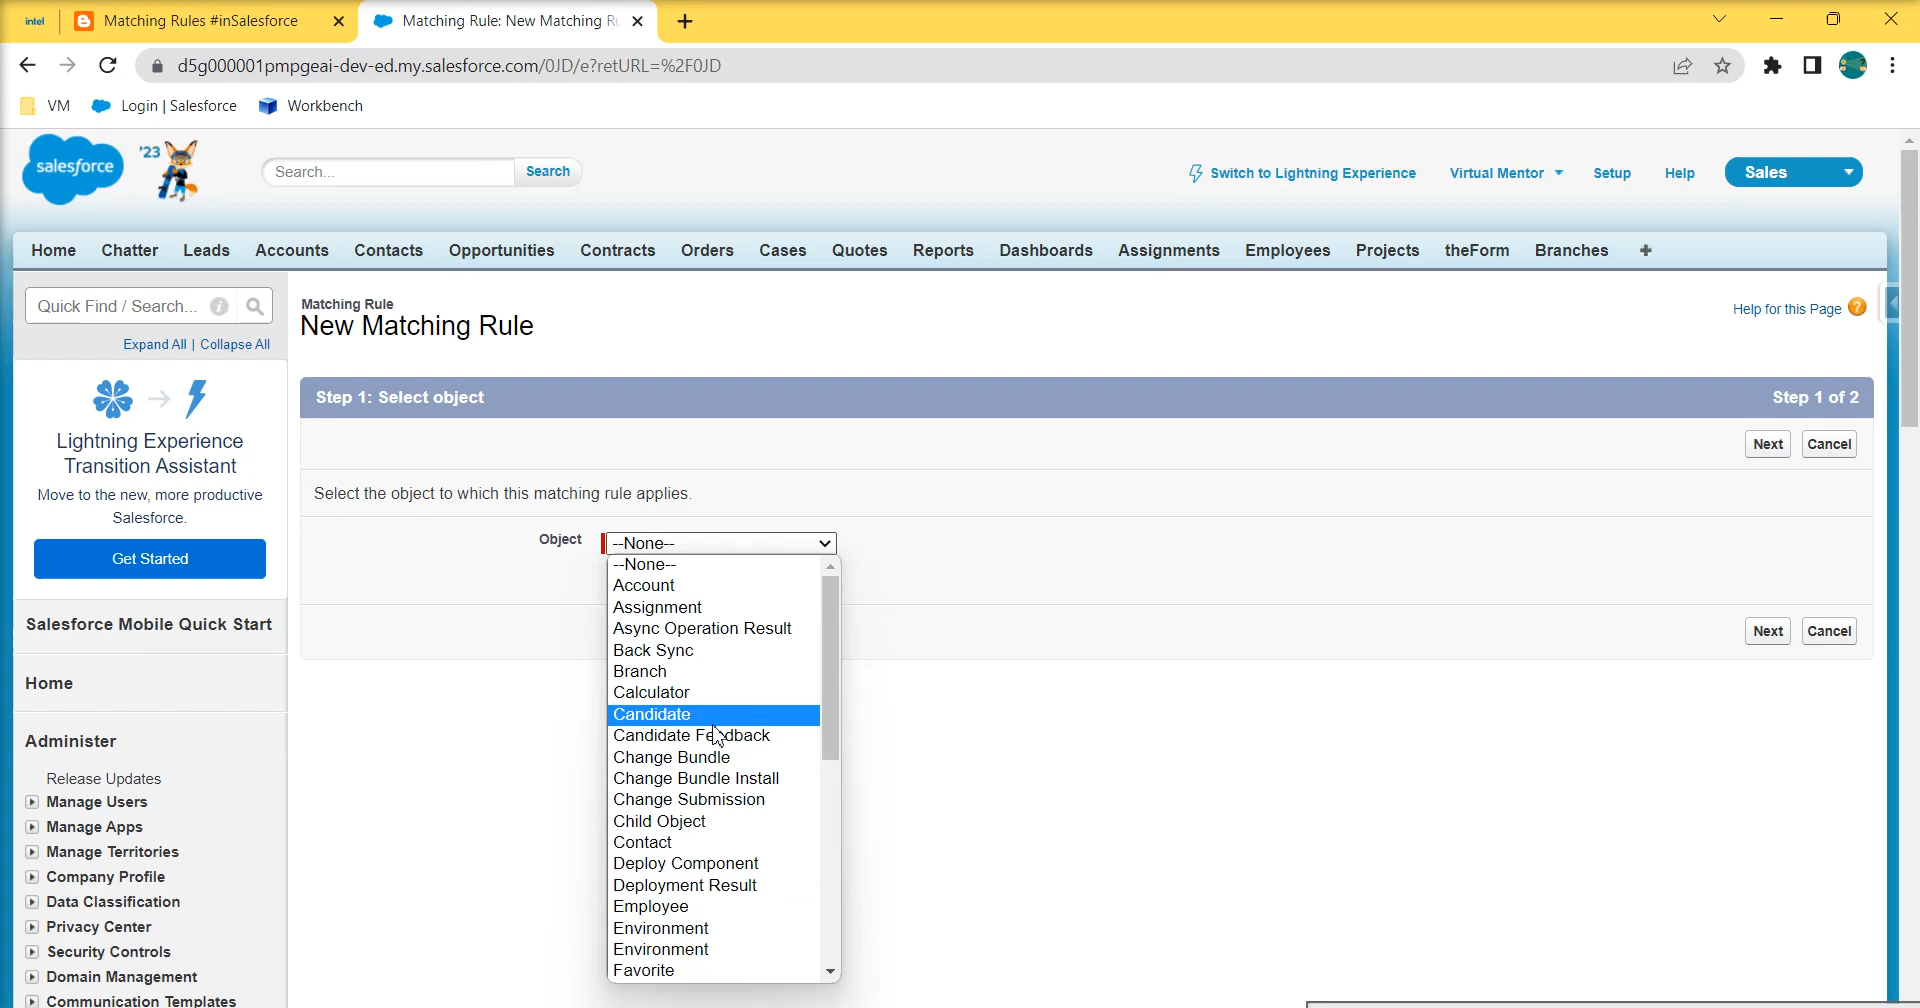 intel
Matching Rules #inSalesforce
Matching Rule: New Matching Ru
d5g000001pmpgeai-dev-ed.my.salesforce.com/0JD/e?retURL=%2F0JD
VM
Login | Salesforce
Workbench
salesforce
'23
Search...
Search
Switch to Lightning Experience
Virtual Mentor
Setup
Help
Sales
Home
Chatter
Leads
Accounts
Contacts
Opportunities
Contracts
Orders
Cases
Quotes
Reports
Dashboards
Assignments
Employees
Projects
theForm
Branches
Quick Find / Search...
Expand All | Collapse All
Lightning Experience
Transition Assistant
Move to the new, more productive
Salesforce.
Get Started
Salesforce Mobile Quick Start
Home
Administer
Release Updates
Manage Users
Manage Apps
Manage Territories
Company Profile
Data Classification
Privacy Center
Security Controls
Domain Management
Communication Templates
Matching Rule
New Matching Rule
Help for this Page
Step 1: Select object
Step 1 of 2
Next
Cancel
Select the object to which this matching rule applies.
Object
--None--
--None--
Account
Assignment
Async Operation Result
Back Sync
Branch
Calculator
Candidate
Candidate Feedback
Change Bundle
Change Bundle Install
Change Submission
Child Object
Contact
Deploy Component
Deployment Result
Employee
Environment
Environment
Favorite
Next
Cancel